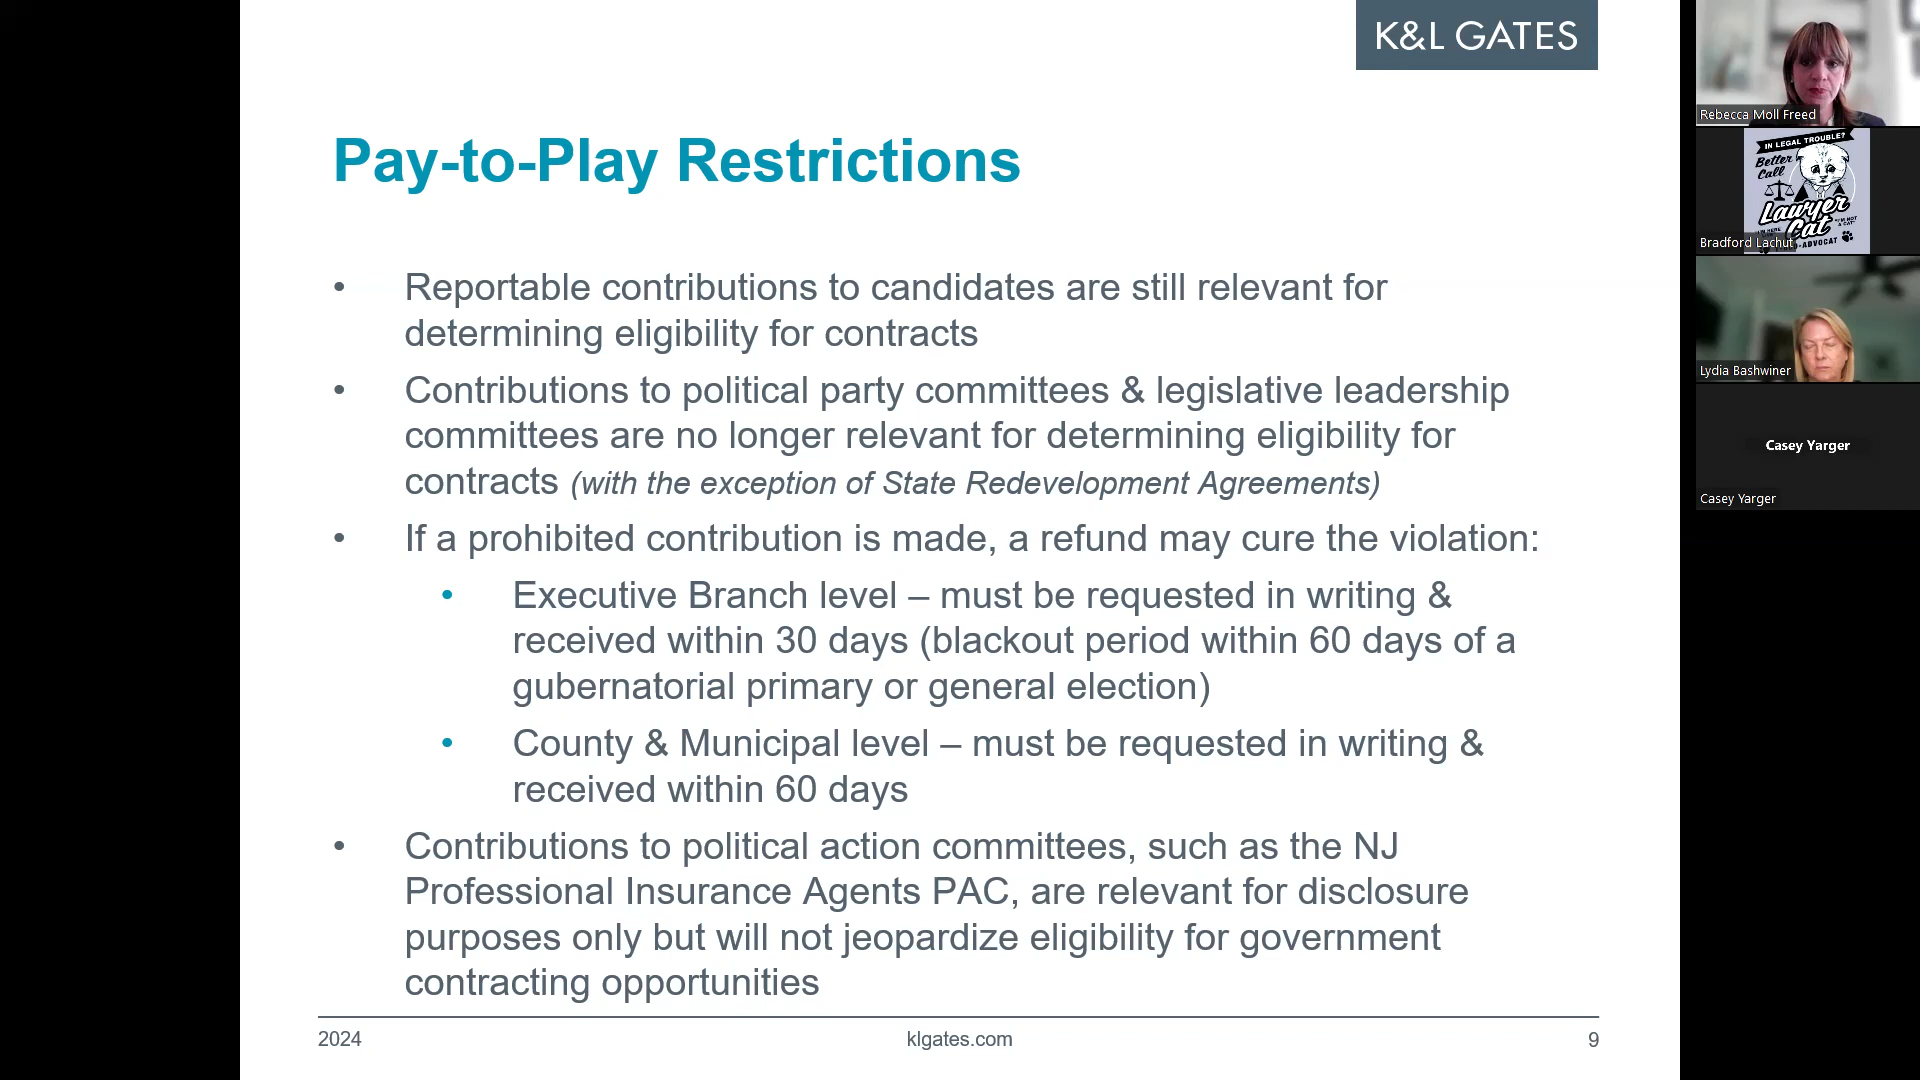 K&L GATES
Pay-to-Play Restrictions
• Reportable contributions to candidates are still relevant for
determining eligibility for contracts
• Contributions to political party committees & legislative leadership
committees are no longer relevant for determining eligibility for
contracts (with the exception of State Redevelopment Agreements)
• If a prohibited contribution is made, a refund may cure the violation:
• Executive Branch level – must be requested in writing &
received within 30 days (blackout period within 60 days of a
gubernatorial primary or general election)
• County & Municipal level – must be requested in writing &
received within 60 days
• Contributions to political action committees, such as the NJ
Professional Insurance Agents PAC, are relevant for disclosure
purposes only but will not jeopardize eligibility for government
contracting opportunities
2024
klgates.com
9
Rebecca Moll Freed
IN LEGAL TROUBLE?
Better
Call
Lawyer
Cat
"I'M NOT
A CAT"
-ADVOCAT
Bradford Lachut
Lydia Bashwiner
Casey Yarger
Casey Yarger